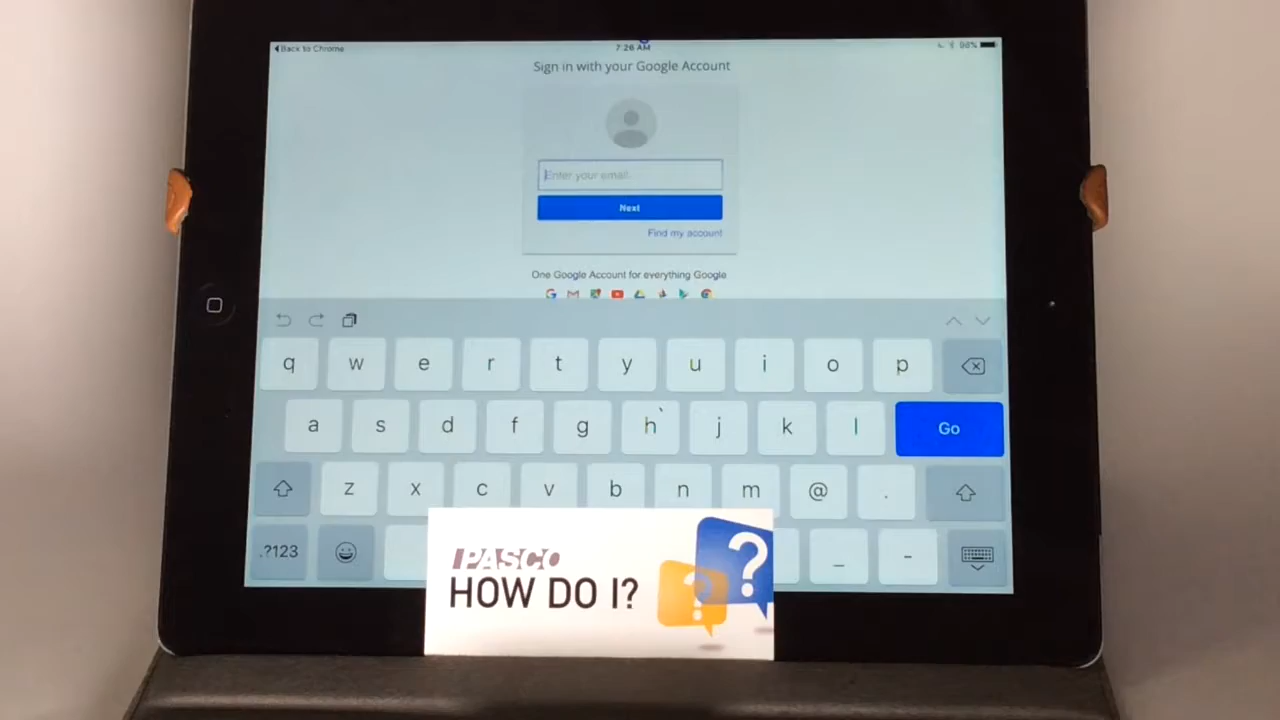 Back to Chrome
7:26 AM
98%
Sign in with your Google Account
Enter your email
Next
Find my account
One Google Account for everything Google
q w e r t y u i o p
a s d f g h j k l Go
z x c v b n m @ .
.?123 _ -
PASCO
HOW DO I?